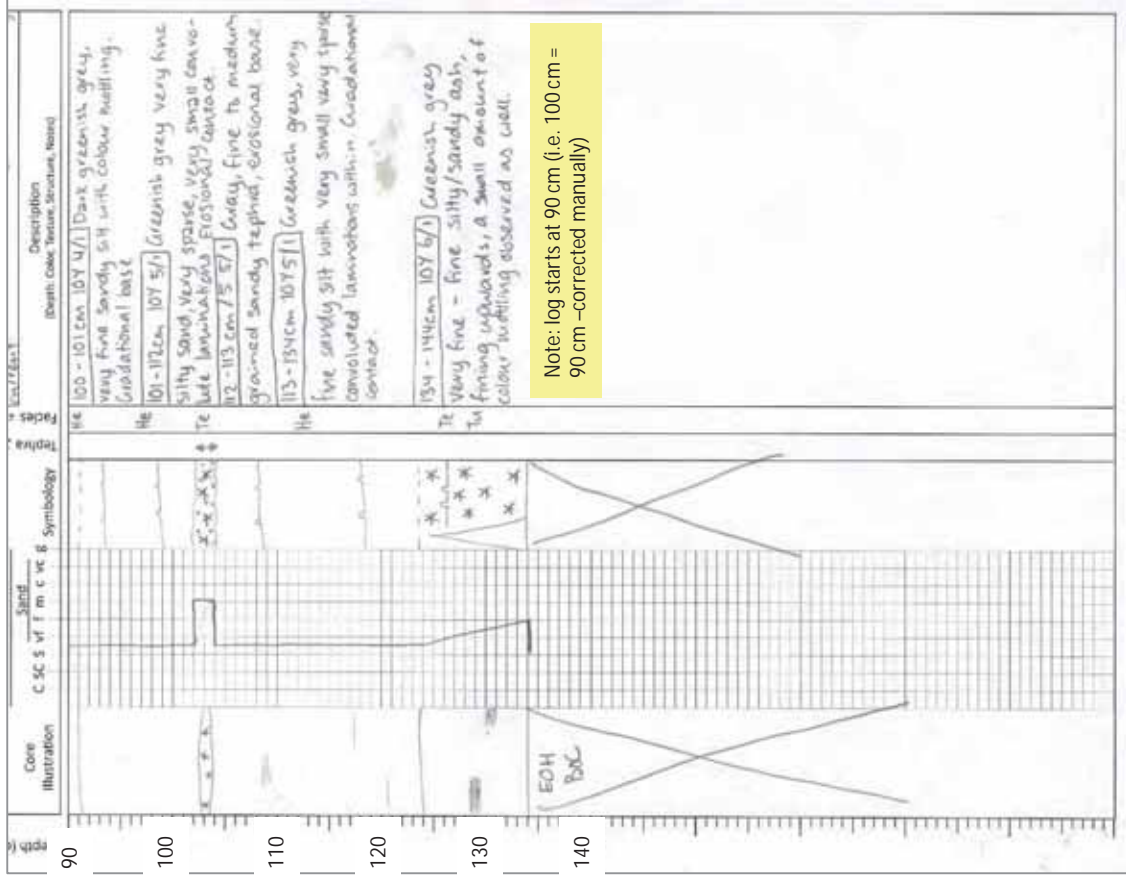 Core
Illustration
Sand
C SC S vf f m c vc g
Symbology
Tephra
Facies
Description
(Depth: Color, Texture, Structure, Notes)
90
100
110
120
130
140
He 100 - 101 cm 10Y 4/1 Dark greenish grey,
very fine sandy silt with colour mottling.
Gradational base
He 101-112cm 10Y 5/1 Greenish grey very fine
silty sand, very sparse, very small convo-
lute laminations Erosional contact
Te 112-113 cm /5 5/1 Gray, fine to medium
grained sandy tephra, erosional base.
He 113-134cm 10Y 5/1 Greenish grey, very
fine sandy silt with very small very sparse
convoluted laminations within. Gradational
contact.
Te 134 - 144cm 10Y 6/1 Greenish grey
very fine - fine silty/sandy ash,
Tu fining upwards, a small amount of
colour mottling observed as well.
EOH
BOC
Note: log starts at 90 cm (i.e. 100 cm =
90 cm –corrected manually)